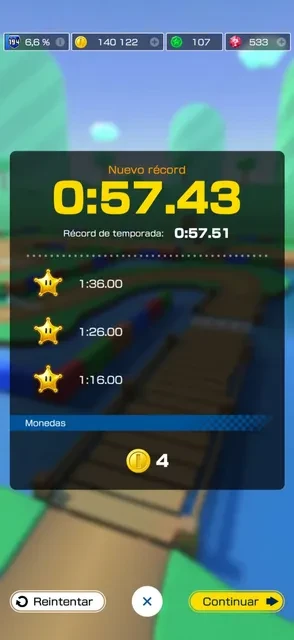 194 6,6 % i 140 122 + 107 533 +
Nuevo récord
0:57.43
Récord de temporada: 0:57.51
1:36.00
1:26.00
1:16.00
Monedas
4
Reintentar × Continuar